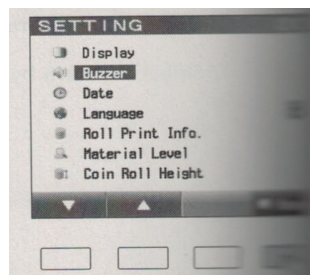 SETTING
Display
Buzzer
Date
Language
Roll Print Info.
Material Level
Coin Roll Height